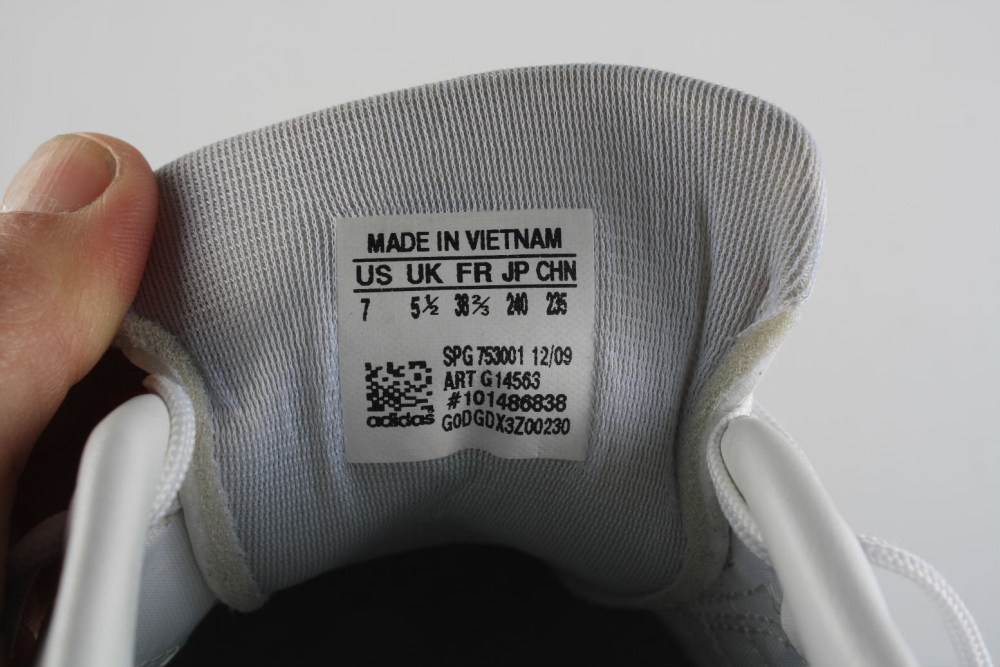 MADE IN VIETNAM
US UK FR JP CHN
7 5½ 38⅔ 240 235
SPG 753001 12/09
ART G14563
#101486838
adidas G0DGDX3Z00230